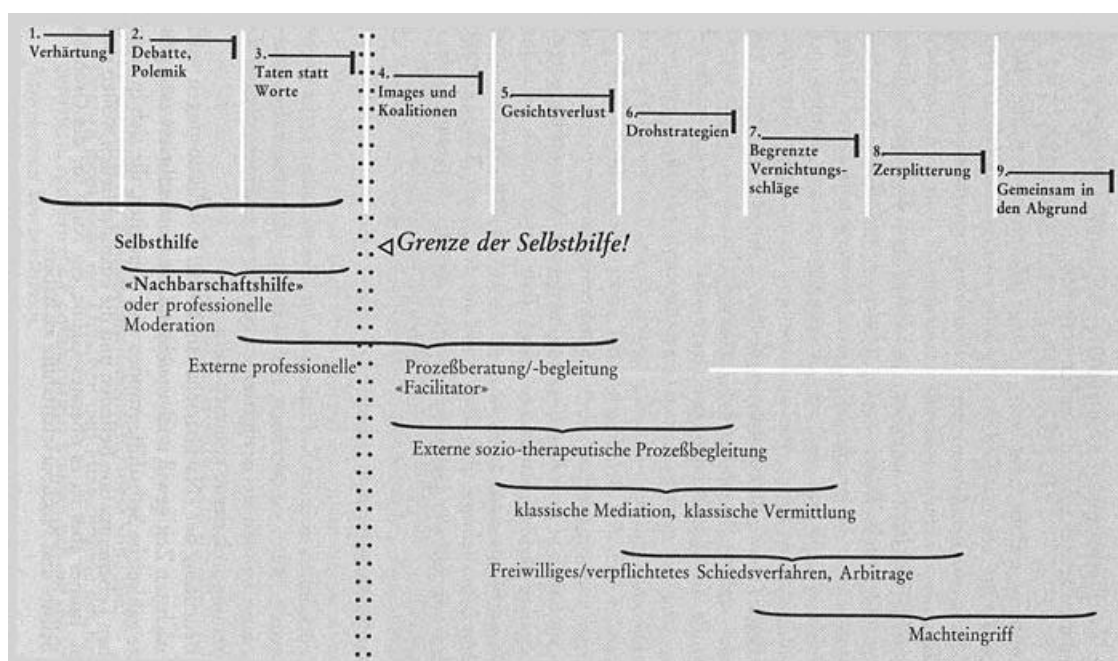 1.
Verhärtung
2.
Debatte,
Polemik
3.
Taten statt
Worte
4.
Images und
Koalitionen
5.
Gesichtsverlust
6.
Drohstrategien
7.
Begrenzte
Vernichtungs-
schläge
8.
Zersplitterung
9.
Gemeinsam in
den Abgrund
Selbsthilfe
Grenze der Selbsthilfe!
«Nachbarschaftshilfe»
oder professionelle
Moderation
Externe professionelle Prozeßberatung/-begleitung
«Facilitator»
Externe sozio-therapeutische Prozeßbegleitung
klassische Mediation, klassische Vermittlung
Freiwilliges/verpflichtetes Schiedsverfahren, Arbitrage
Machteingriff